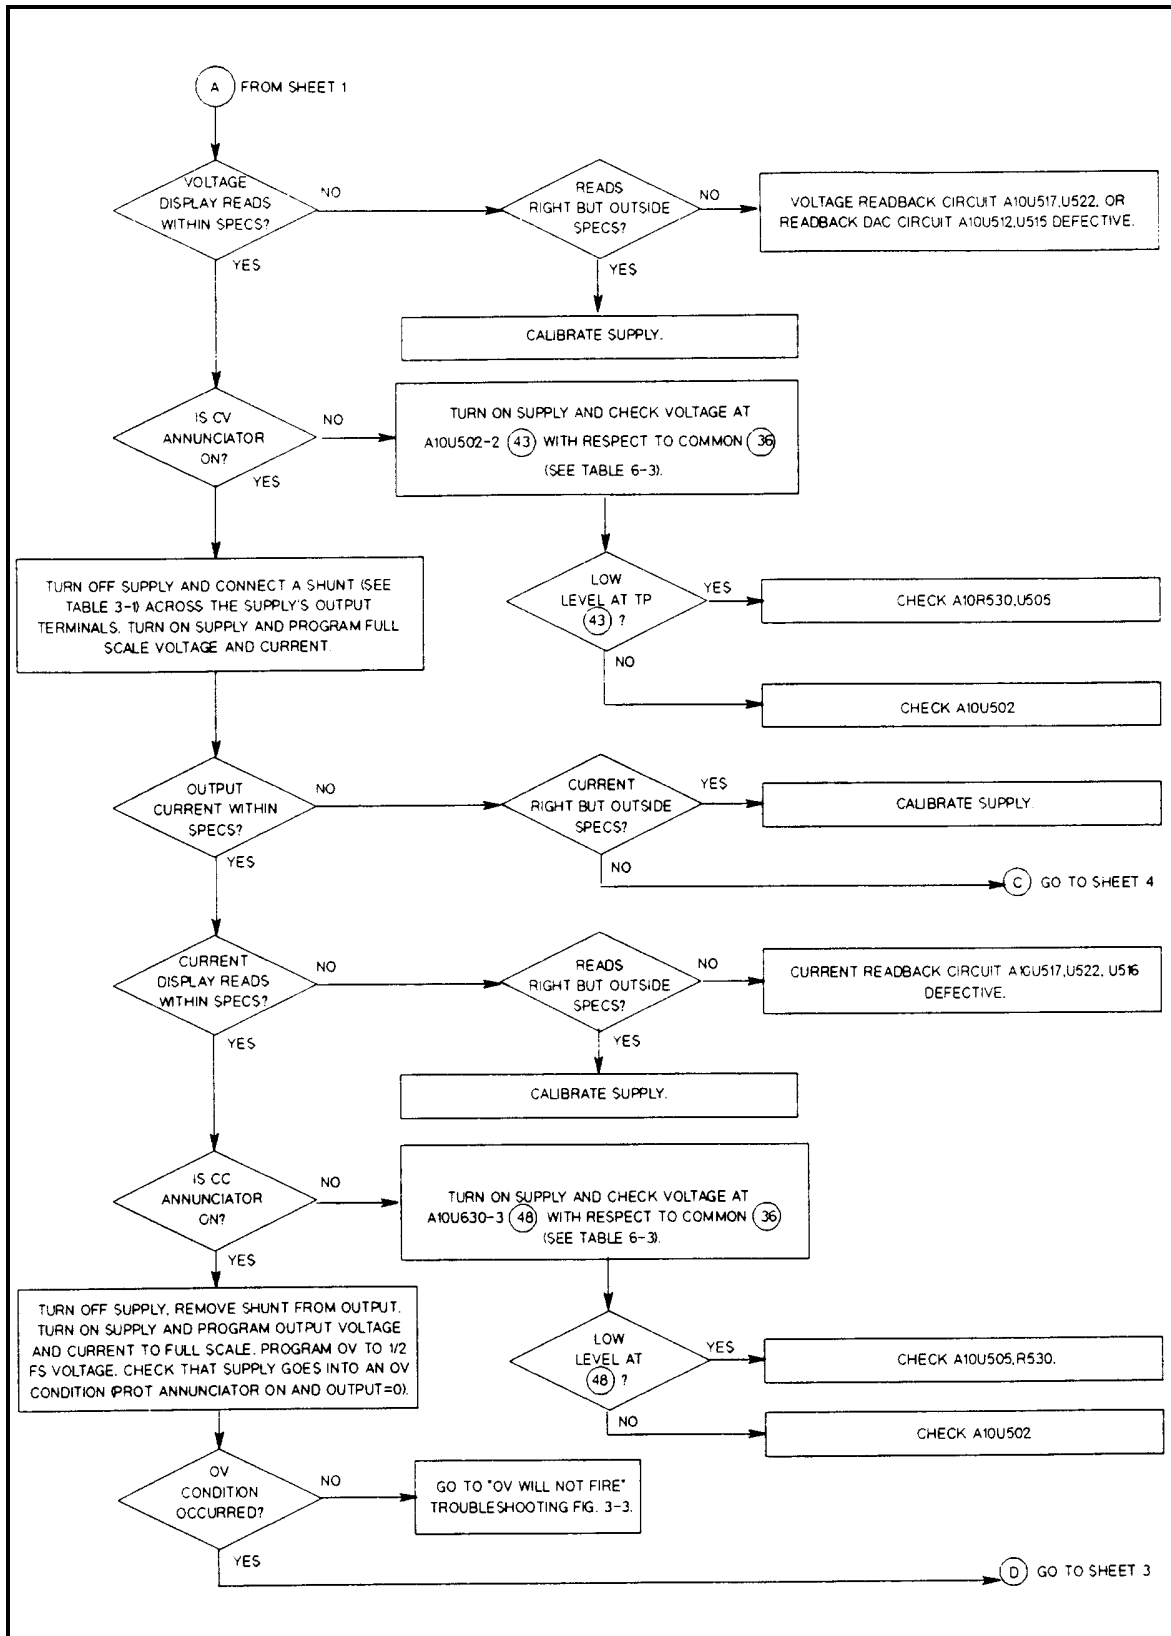 A FROM SHEET 1
VOLTAGE
DISPLAY READS
WITHIN SPECS?
NO
YES
READS
RIGHT BUT OUTSIDE
SPECS?
NO
YES
VOLTAGE READBACK CIRCUIT A10U517,U522, OR
READBACK DAC CIRCUIT A10U512,U515 DEFECTIVE.
CALIBRATE SUPPLY.
IS CV
ANNUNCIATOR
ON?
NO
YES
TURN ON SUPPLY AND CHECK VOLTAGE AT
A10U502-2 43 WITH RESPECT TO COMMON 36
(SEE TABLE 6-3).
LOW
LEVEL AT TP
43 ?
YES
NO
CHECK A10R530,U505
CHECK A10U502
TURN OFF SUPPLY AND CONNECT A SHUNT (SEE
TABLE 3-1) ACROSS THE SUPPLY'S OUTPUT
TERMINALS. TURN ON SUPPLY AND PROGRAM FULL
SCALE VOLTAGE AND CURRENT.
OUTPUT
CURRENT WITHIN
SPECS?
NO
YES
CURRENT
RIGHT BUT OUTSIDE
SPECS?
YES
NO
CALIBRATE SUPPLY.
C GO TO SHEET 4
CURRENT
DISPLAY READS
WITHIN SPECS?
NO
YES
READS
RIGHT BUT OUTSIDE
SPECS?
NO
YES
CURRENT READBACK CIRCUIT A10U517,U522, U516
DEFECTIVE.
CALIBRATE SUPPLY.
IS CC
ANNUNCIATOR
ON?
NO
YES
TURN ON SUPPLY AND CHECK VOLTAGE AT
A10U630-3 48 WITH RESPECT TO COMMON 36
(SEE TABLE 6-3).
LOW
LEVEL AT
48 ?
YES
NO
CHECK A10U505,R530.
CHECK A10U502
TURN OFF SUPPLY, REMOVE SHUNT FROM OUTPUT.
TURN ON SUPPLY AND PROGRAM OUTPUT VOLTAGE
AND CURRENT TO FULL SCALE. PROGRAM OV TO 1/2
FS VOLTAGE. CHECK THAT SUPPLY GOES INTO AN OV
CONDITION (PROT ANNUNCIATOR ON AND OUTPUT=0).
OV
CONDITION
OCCURRED?
NO
YES
GO TO "OV WILL NOT FIRE"
TROUBLESHOOTING FIG. 3-3.
D GO TO SHEET 3